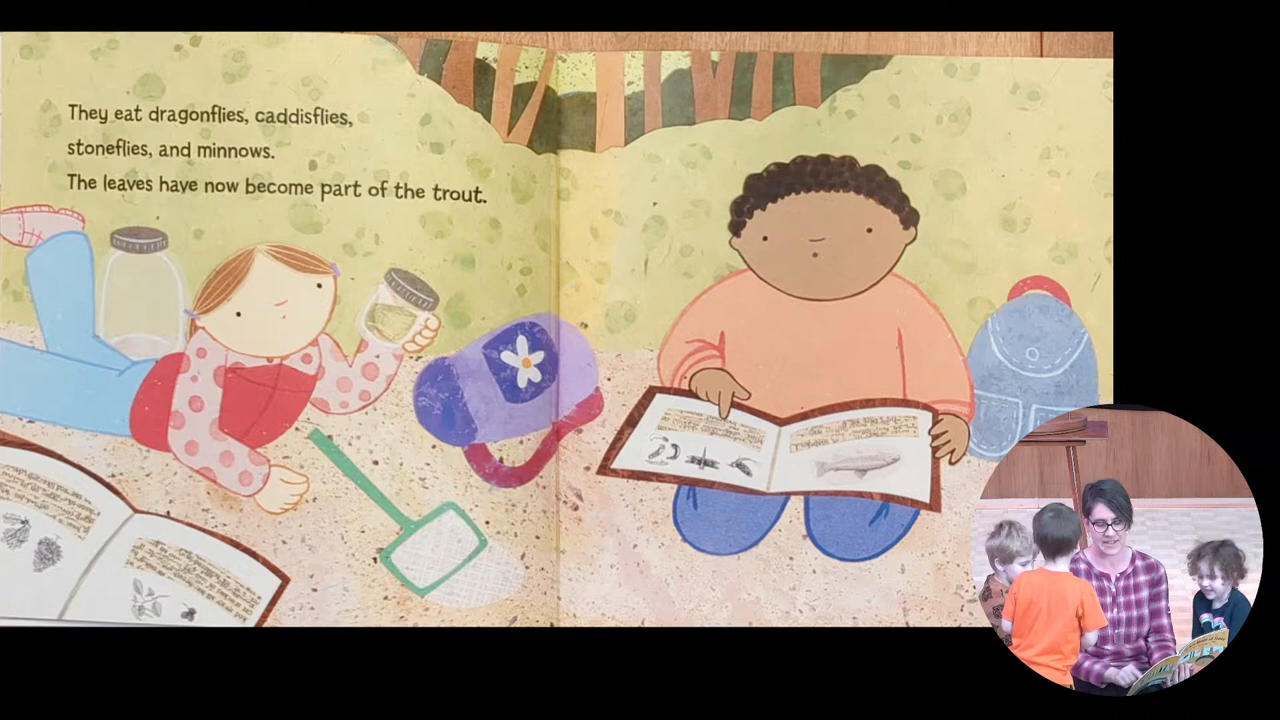 They eat dragonflies, caddisflies,
stoneflies, and minnows.
The leaves have now become part of the trout.